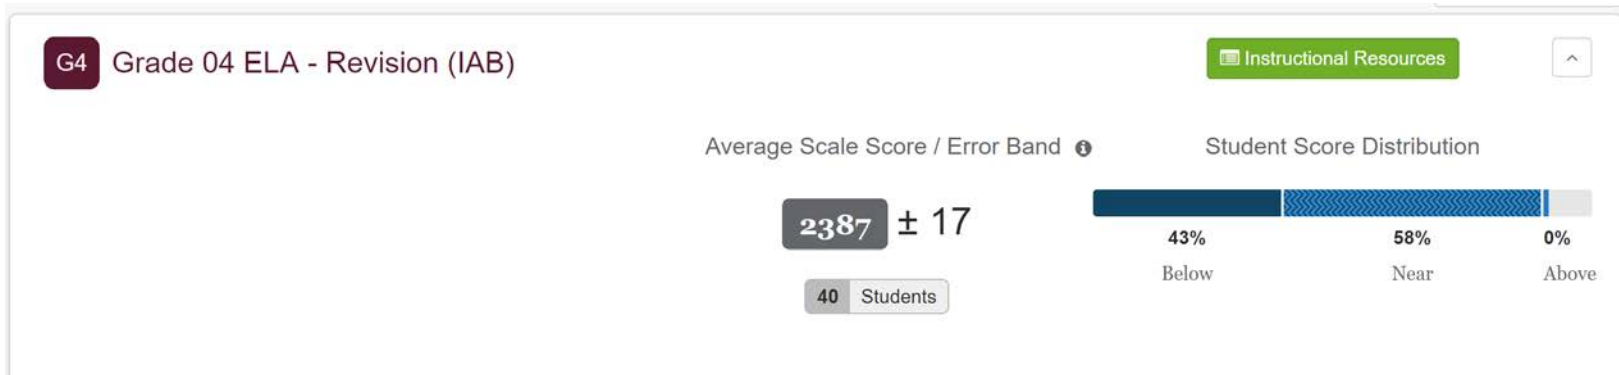 G4 Grade 04 ELA - Revision (IAB)
Instructional Resources
Average Scale Score / Error Band
Student Score Distribution
2387 ± 17
40 Students
43% 58% 0%
Below Near Above